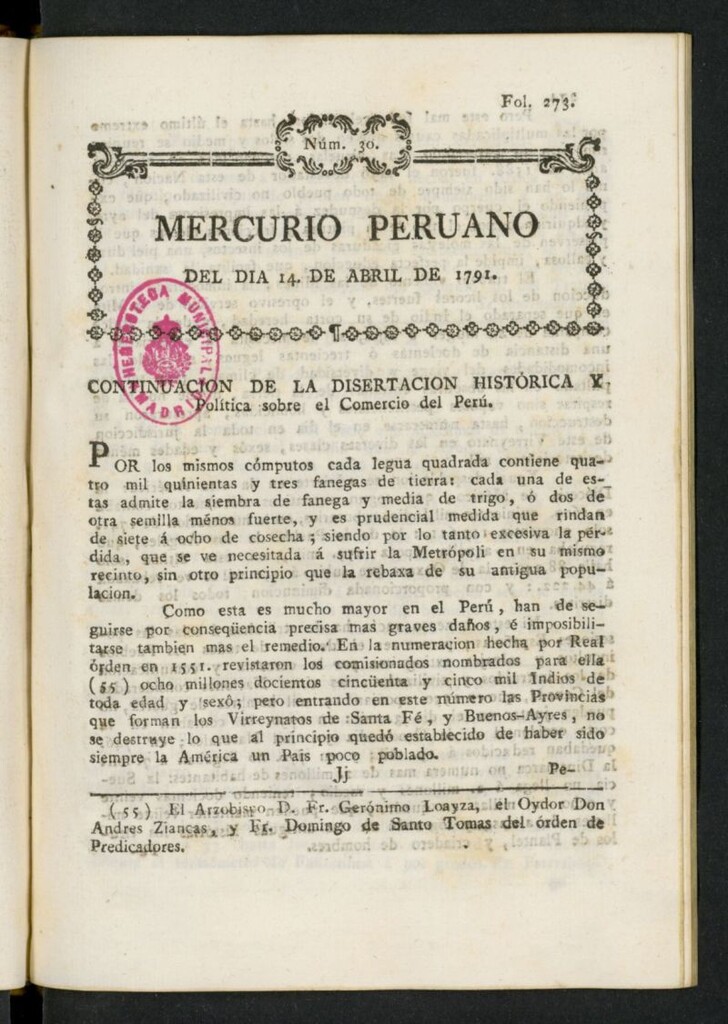 Fol. 273.
Núm. 30.
MERCURIO PERUANO
DEL DIA 14. DE ABRIL DE 1791.
HEMEROTECA MUNICIPAL
MADRID
CONTINUACION DE LA DISERTACION HISTÓRICA Y
Política sobre el Comercio del Perú.
POR los mismos cómputos cada legua quadrada contiene qua-
tro mil quinientas y tres fanegas de tierra: cada una de es-
tas admite la siembra de fanega y media de trigo, ó dos de
otra semilla ménos fuerte, y es prudencial medida que rindan
de siete á ocho de cosecha; siendo por lo tanto excesiva la pér-
dida, que se ve necesitada á sufrir la Metrópoli en su mismo
recinto, sin otro principio que la rebaxa de su antigua popu-
lacion.
Como esta es mucho mayor en el Perú, han de se-
guirse por conseqüencia precisa mas graves daños, é imposibili-
tarse tambien mas el remedio. En la numeracion hecha por Real
órden en 1551. revistaron los comisionados nombrados para ella
(55) ocho millones docientos cincüenta y cinco mil Indios de
toda edad y sexô; pero entrando en este número las Provincias
que forman los Virreynatos de Santa Fé, y Buenos-Ayres, no
se destruye lo que al principio quedó establecido de haber sido
siempre la América un Pais poco poblado.
Jj Pe-
(55) El Arzobispo D. Fr. Gerónimo Loayza, el Oydor Don
Andres Ziancas, y Fr. Domingo de Santo Tomas del órden de
Predicadores.